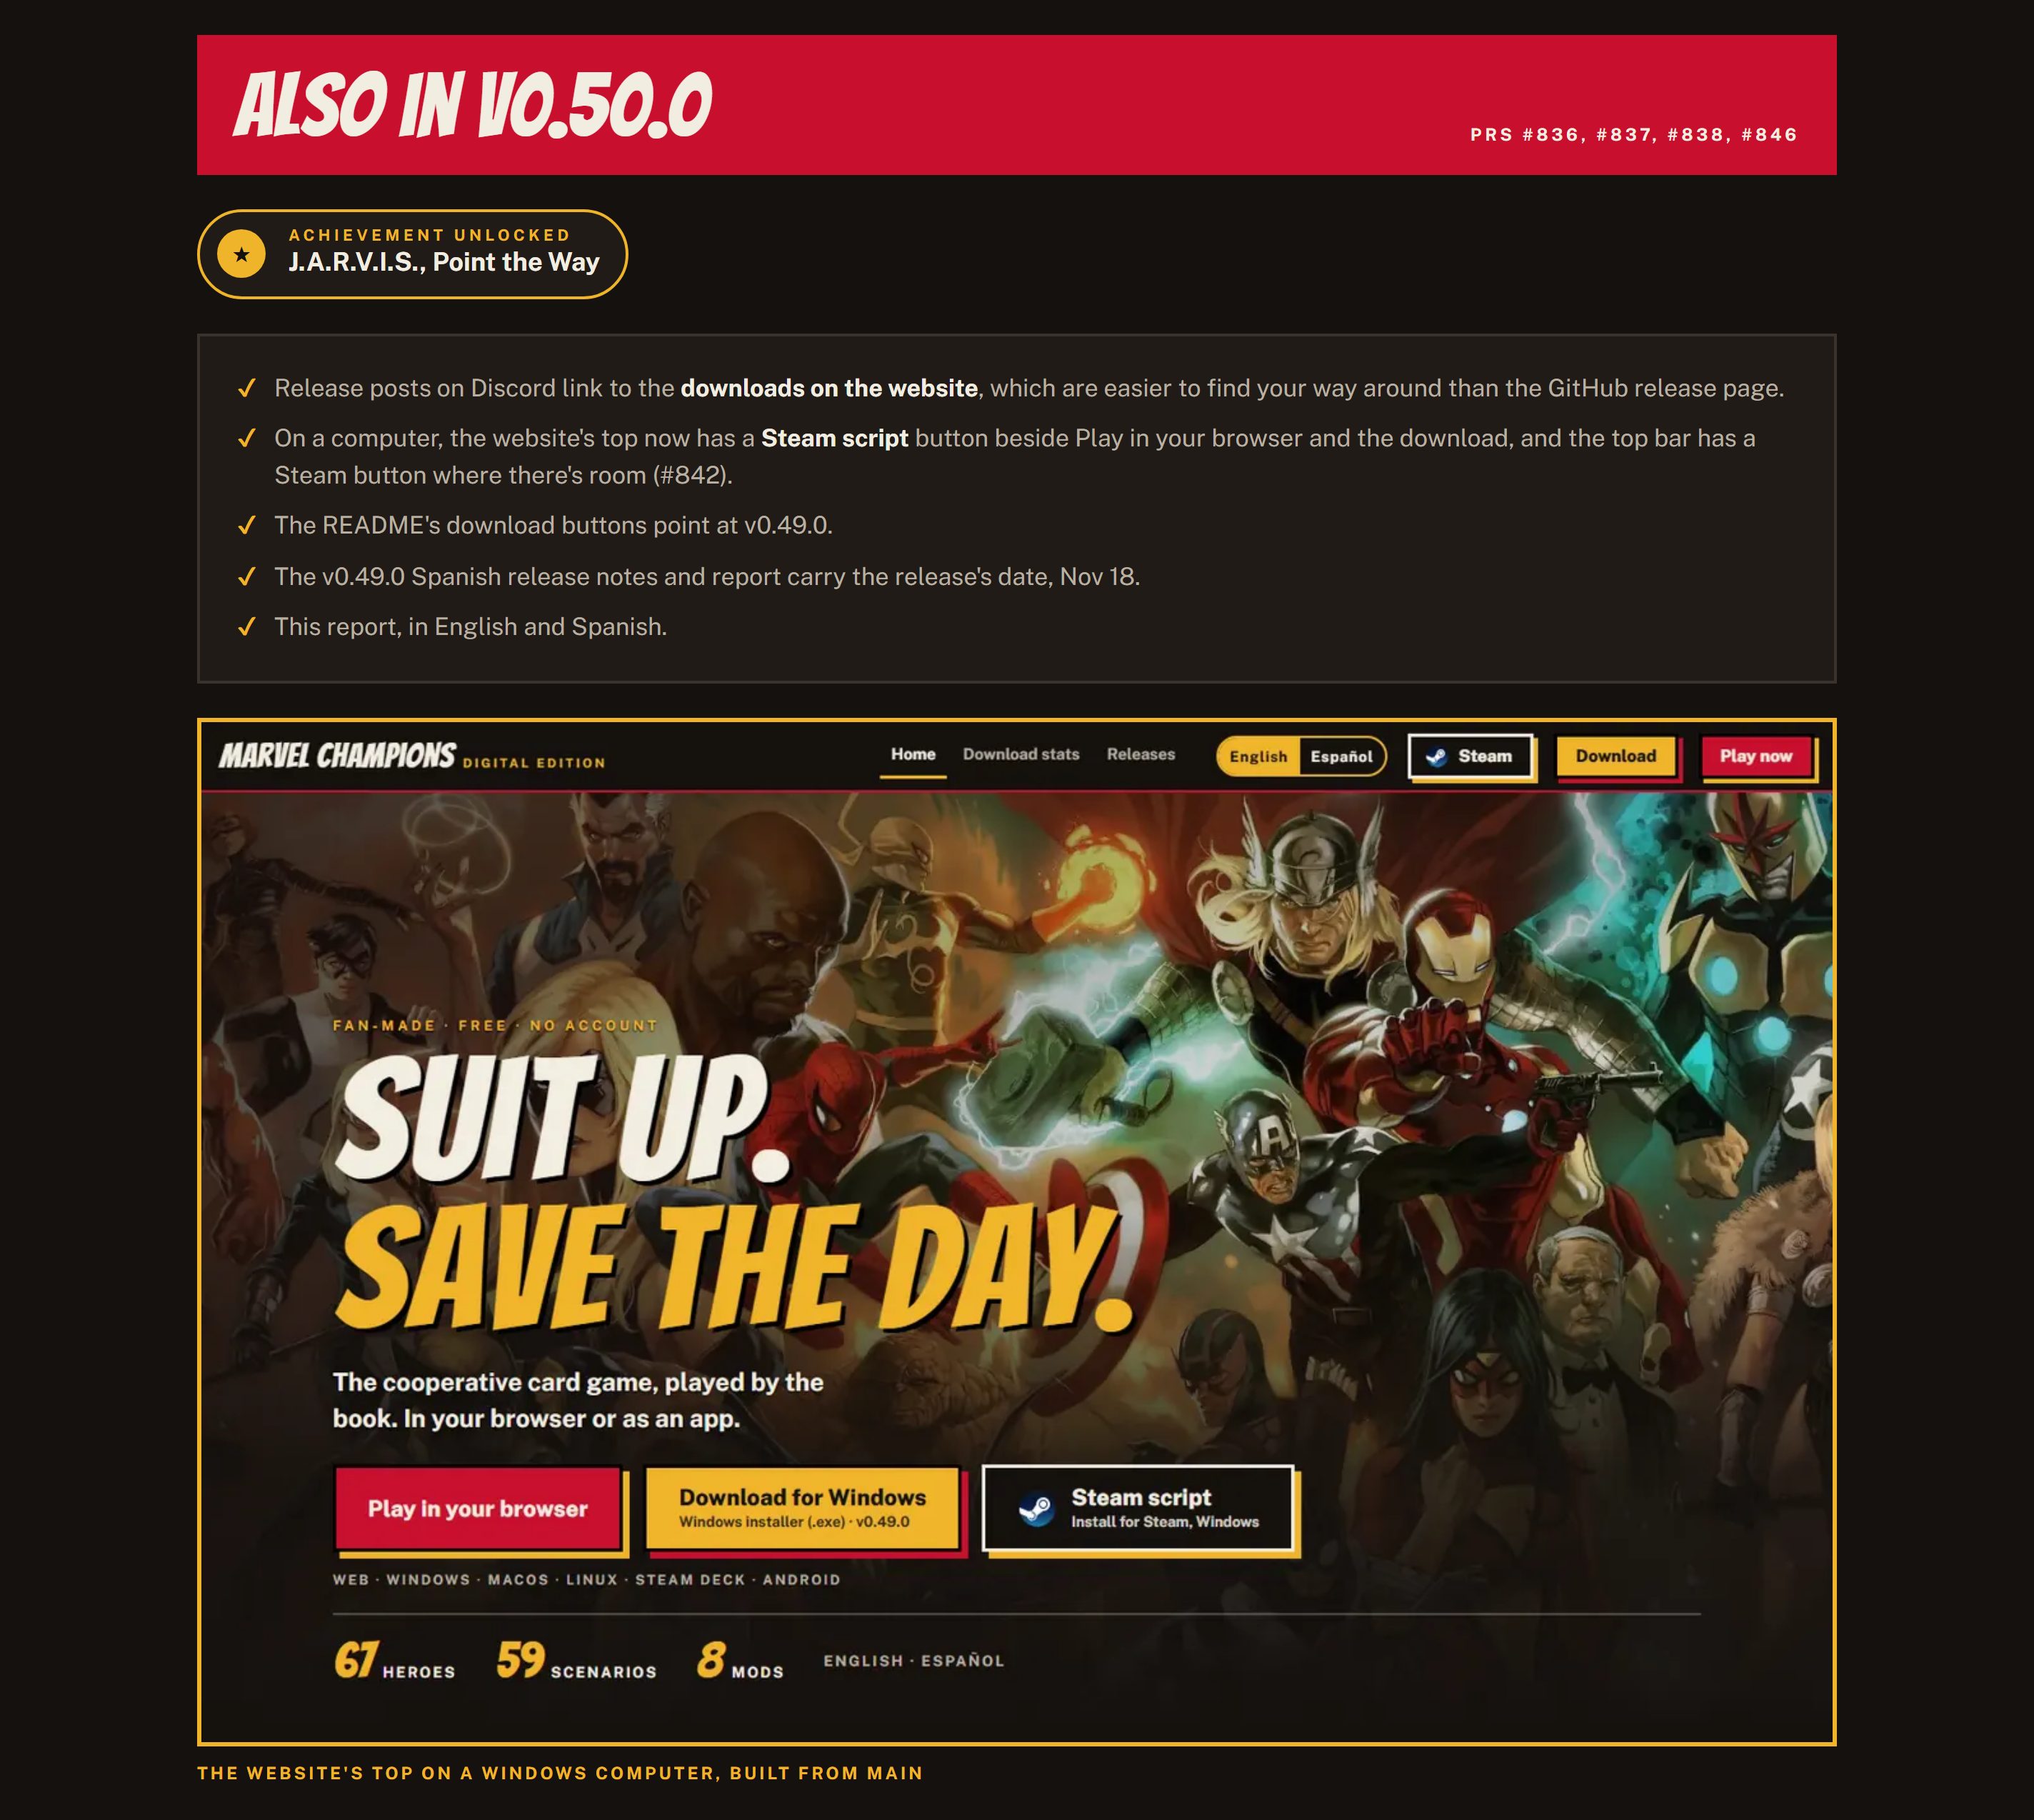 ALSO IN V0.50.0
PRS #836, #837, #838, #846
ACHIEVEMENT UNLOCKED
J.A.R.V.I.S., Point the Way
✓ Release posts on Discord link to the downloads on the website, which are easier to find your way around than the GitHub release page.
✓ On a computer, the website's top now has a Steam script button beside Play in your browser and the download, and the top bar has a
Steam button where there's room (#842).
✓ The README's download buttons point at v0.49.0.
✓ The v0.49.0 Spanish release notes and report carry the release's date, Nov 18.
✓ This report, in English and Spanish.
MARVEL CHAMPIONS DIGITAL EDITION
Home Download stats Releases English Español Steam Download Play now
FAN-MADE · FREE · NO ACCOUNT
SUIT UP.
SAVE THE DAY.
The cooperative card game, played by the
book. In your browser or as an app.
Play in your browser
Download for Windows
Windows installer (.exe) · v0.49.0
Steam script
Install for Steam, Windows
WEB · WINDOWS · MACOS · LINUX · STEAM DECK · ANDROID
67 HEROES 59 SCENARIOS 8 MODS ENGLISH · ESPAÑOL
THE WEBSITE'S TOP ON A WINDOWS COMPUTER, BUILT FROM MAIN